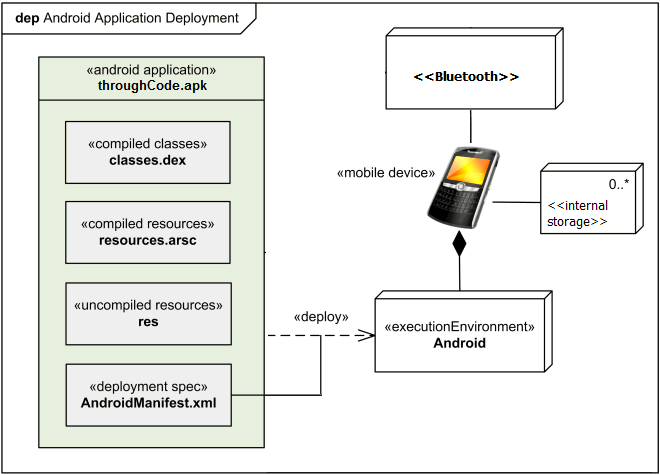 dep Android Application Deployment
«android application»
throughCode.apk
«compiled classes»
classes.dex
«compiled resources»
resources.arsc
«uncompiled resources»
res
«deployment spec»
AndroidManifest.xml
«deploy»
<<Bluetooth>>
«mobile device»
0..*
<<internal
storage>>
«executionEnvironment»
Android